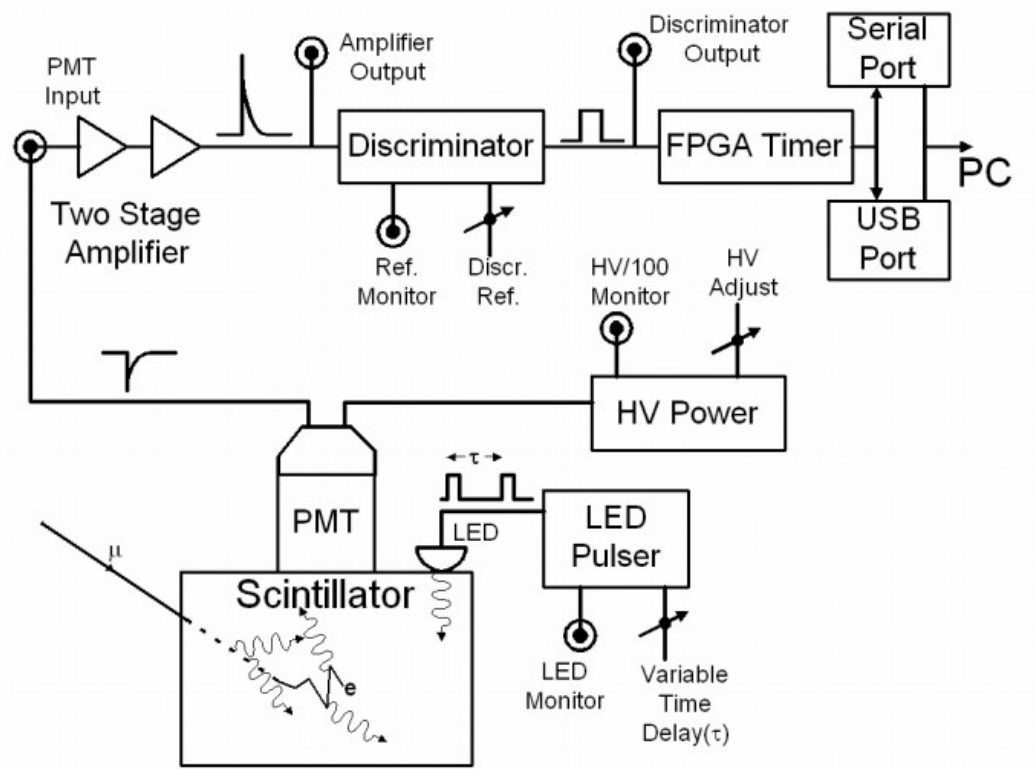 PMT
Input
Amplifier
Output
Discriminator
Output
Serial
Port
Discriminator
FPGA Timer
PC
Two Stage
Amplifier
Ref.
Monitor
Discr.
Ref.
HV/100
Monitor
HV
Adjust
USB
Port
HV Power
τ
PMT
LED
LED
Pulser
μ
Scintillator
e
LED
Monitor
Variable
Time
Delay(τ)